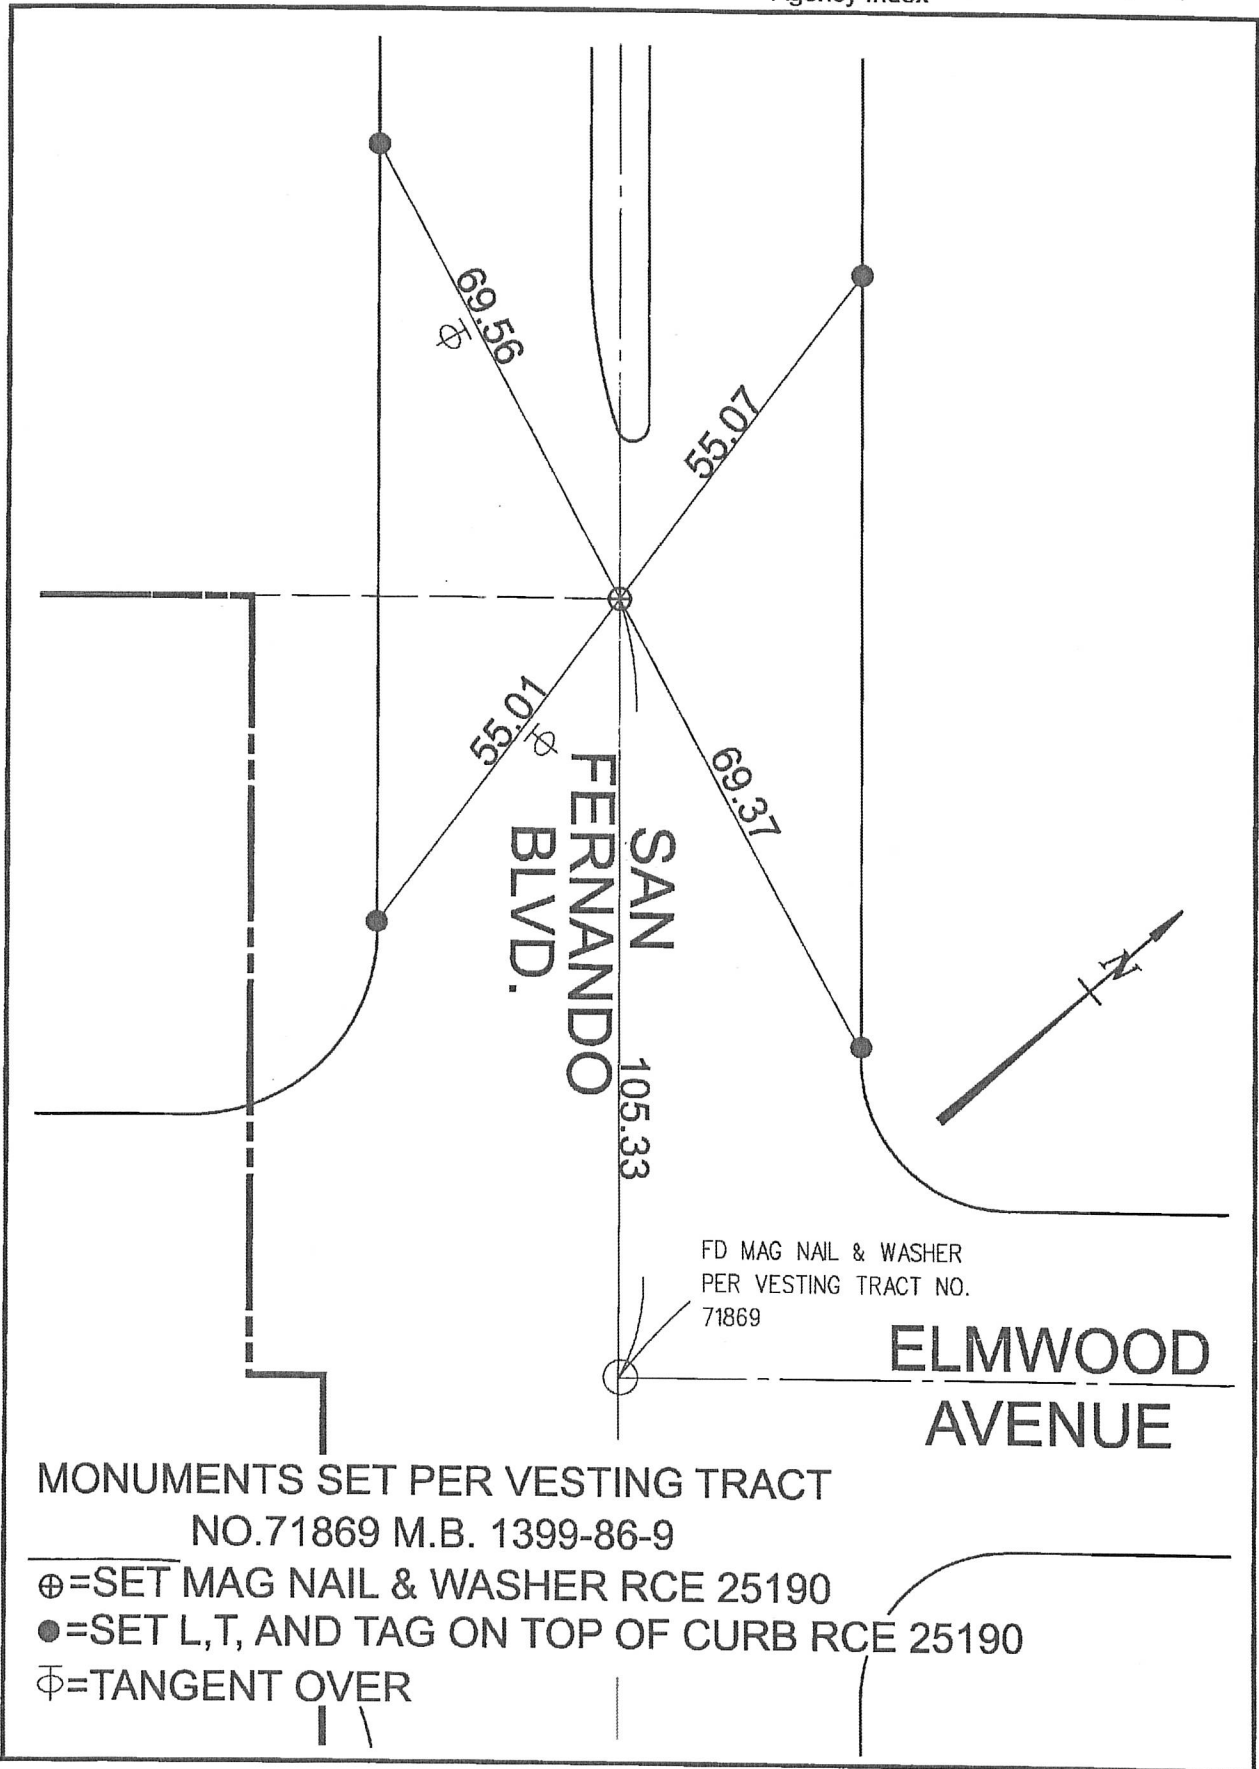 Agency Index
69.56
55.07
55.01
69.37
SAN
FERNANDO
BLVD.
105.33
N
FD MAG NAIL & WASHER
PER VESTING TRACT NO.
71869
ELMWOOD
AVENUE
MONUMENTS SET PER VESTING TRACT
NO.71869 M.B. 1399-86-9
⊕=SET MAG NAIL & WASHER RCE 25190
●=SET L,T, AND TAG ON TOP OF CURB RCE 25190
=TANGENT OVER